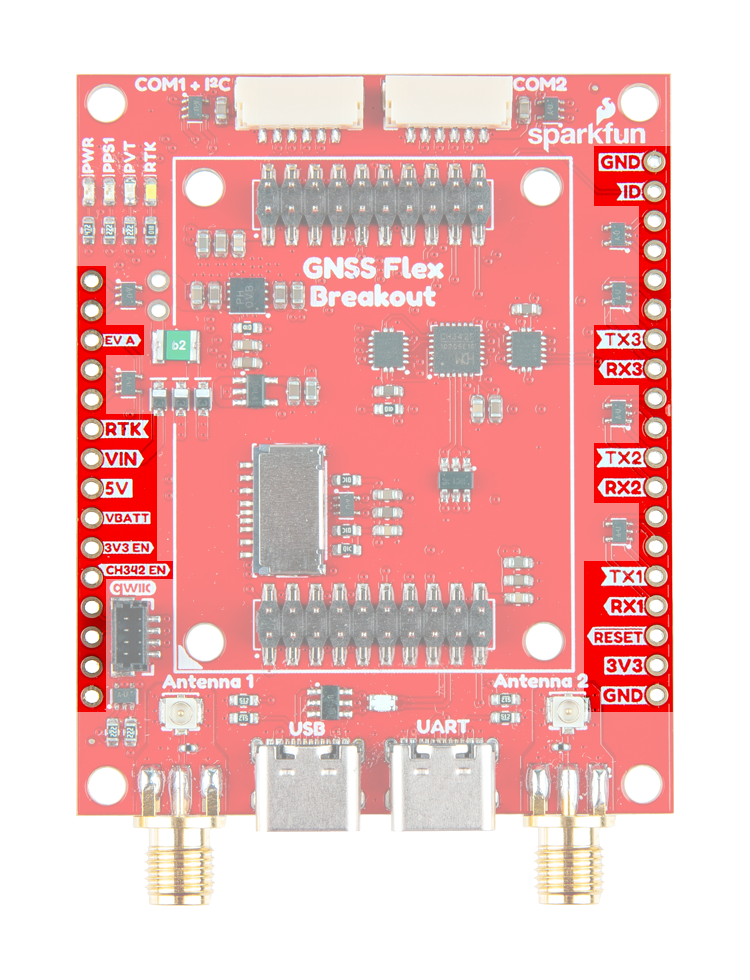 COM1 + I²C
COM2
sparkfun
PWR
PPS1
PVT
RTK
GND
ID
GNSS Flex
Breakout
EV A
TX3
RX3
RTK
VIN
5V
VBATT
3V3 EN
CH342 EN
qwiic
TX2
RX2
TX1
RX1
RESET
3V3
GND
Antenna 1
Antenna 2
USB
UART